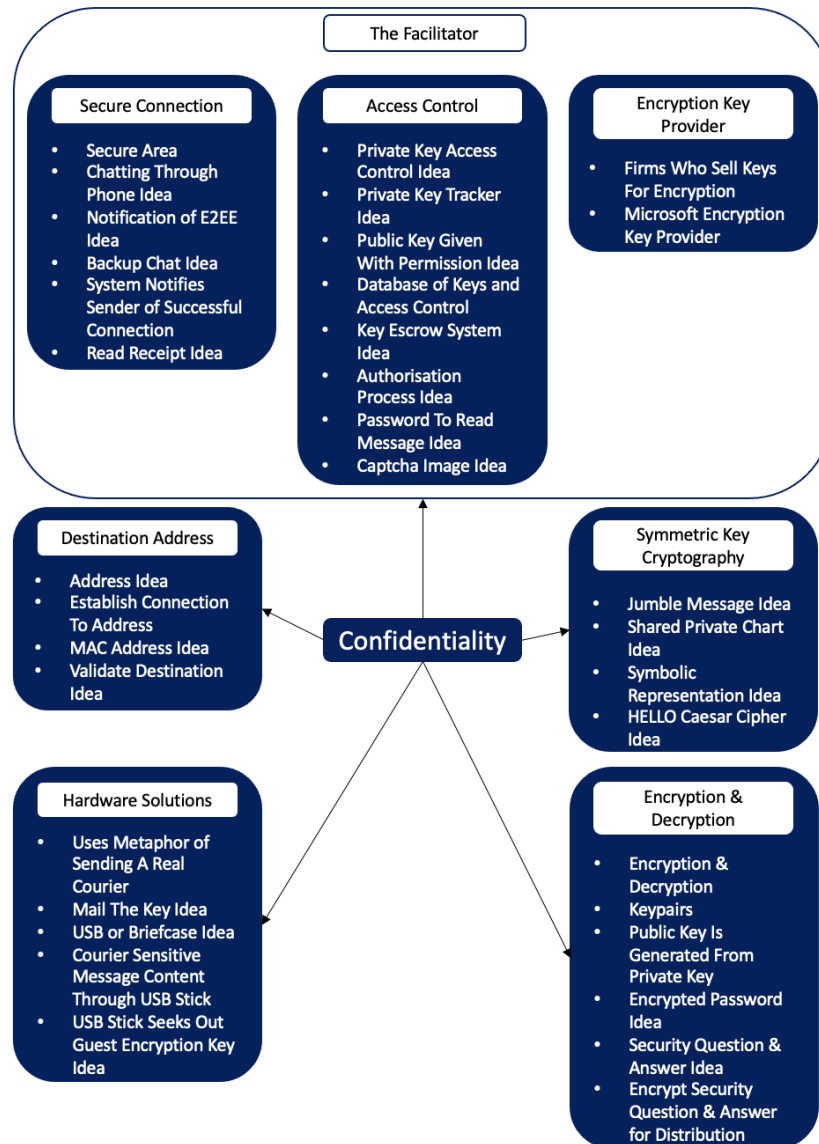 The Facilitator
Secure Connection
• Secure Area
• Chatting Through
Phone Idea
• Notification of E2EE
Idea
• Backup Chat Idea
• System Notifies
Sender of Successful
Connection
• Read Receipt Idea
Access Control
• Private Key Access
Control Idea
• Private Key Tracker
Idea
• Public Key Given
With Permission Idea
• Database of Keys and
Access Control
• Key Escrow System
Idea
• Authorisation
Process Idea
• Password To Read
Message Idea
• Captcha Image Idea
Encryption Key
Provider
• Firms Who Sell Keys
For Encryption
• Microsoft Encryption
Key Provider
Destination Address
• Address Idea
• Establish Connection
To Address
• MAC Address Idea
• Validate Destination
Idea
Confidentiality
Symmetric Key
Cryptography
• Jumble Message Idea
• Shared Private Chart
Idea
• Symbolic
Representation Idea
• HELLO Caesar Cipher
Idea
Hardware Solutions
• Uses Metaphor of
Sending A Real
Courier
• Mail The Key Idea
• USB or Briefcase Idea
• Courier Sensitive
Message Content
Through USB Stick
• USB Stick Seeks Out
Guest Encryption Key
Idea
Encryption &
Decryption
• Encryption &
Decryption
• Keypairs
• Public Key Is
Generated From
Private Key
• Encrypted Password
Idea
• Security Question &
Answer Idea
• Encrypt Security
Question & Answer
for Distribution